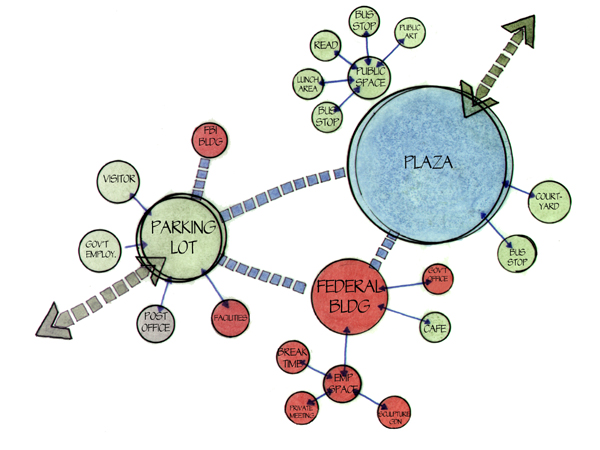 BUS
STOP
PUBLIC
ART
READ
PUBLIC
SPACE
LUNCH
AREA
BUS
STOP
FBI
BLDG
PLAZA
VISITOR
COURT-
YARD
PARKING
LOT
GOV'T
EMPLOY.
BUS
STOP
GOV'T
OFFICE
FEDERAL
BLDG
POST
OFFICE
FACILITIES
CAFE
BREAK
TIME
EMP
SPACE
PRIVATE
MEETING
SCULPTURE
GDN